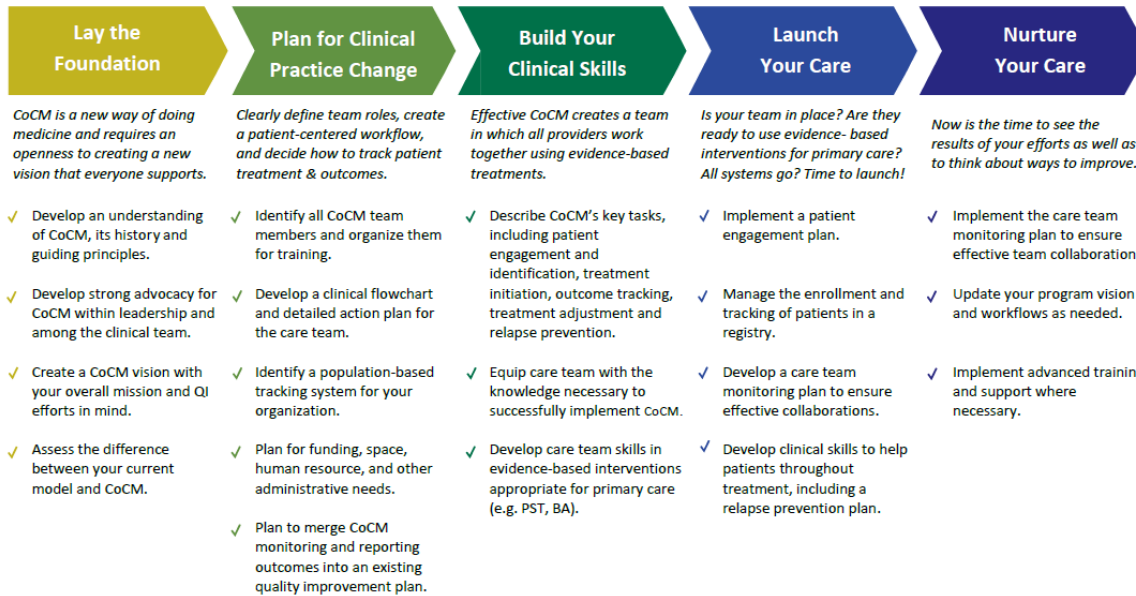 Lay the
Foundation
CoCM is a new way of doing
medicine and requires an
openness to creating a new
vision that everyone supports.
✓ Develop an understanding
of CoCM, its history and
guiding principles.
✓ Develop strong advocacy for
CoCM within leadership and
among the clinical team.
✓ Create a CoCM vision with
your overall mission and QI
efforts in mind.
✓ Assess the difference
between your current
model and CoCM.
Plan for Clinical
Practice Change
Clearly define team roles, create
a patient-centered workflow,
and decide how to track patient
treatment & outcomes.
✓ Identify all CoCM team
members and organize them
for training.
✓ Develop a clinical flowchart
and detailed action plan for
the care team.
✓ Identify a population-based
tracking system for your
organization.
✓ Plan for funding, space,
human resource, and other
administrative needs.
✓ Plan to merge CoCM
monitoring and reporting
outcomes into an existing
quality improvement plan.
Build Your
Clinical Skills
Effective CoCM creates a team
in which all providers work
together using evidence-based
treatments.
✓ Describe CoCM's key tasks,
including patient
engagement and
identification, treatment
initiation, outcome tracking,
treatment adjustment and
relapse prevention.
✓ Equip care team with the
knowledge necessary to
successfully implement CoCM.
✓ Develop care team skills in
evidence-based interventions
appropriate for primary care
(e.g. PST, BA).
Launch
Your Care
Is your team in place? Are they
ready to use evidence- based
interventions for primary care?
All systems go? Time to launch!
✓ Implement a patient
engagement plan.
✓ Manage the enrollment and
tracking of patients in a
registry.
✓ Develop a care team
monitoring plan to ensure
effective collaborations.
✓ Develop clinical skills to help
patients throughout
treatment, including a
relapse prevention plan.
Nurture
Your Care
Now is the time to see the
results of your efforts as well as
to think about ways to improve.
✓ Implement the care team
monitoring plan to ensure
effective team collaboration
✓ Update your program vision
and workflows as needed.
✓ Implement advanced trainin
and support where
necessary.